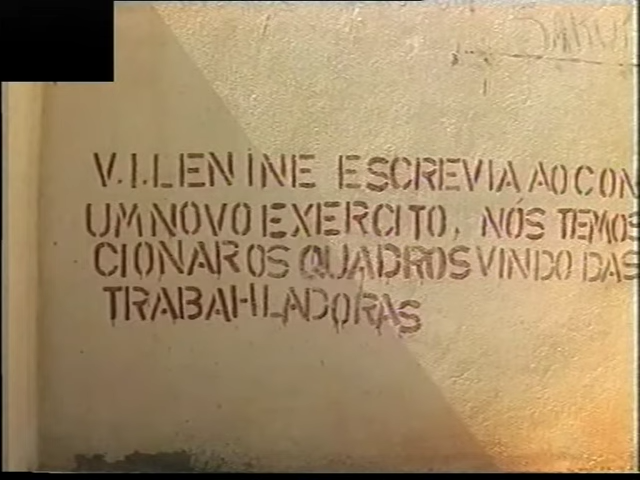 V.I.LENINE ESCREVIA AO CON
UM NOVO EXERCITO, NÓS TEMOS
CIONAR OS QUADROS VINDO DAS
TRABAHLADORAS